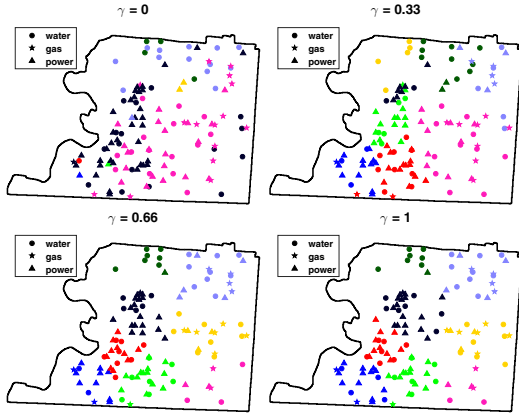 γ = 0
water
gas
power
γ = 0.33
water
gas
power
γ = 0.66
water
gas
power
γ = 1
water
gas
power